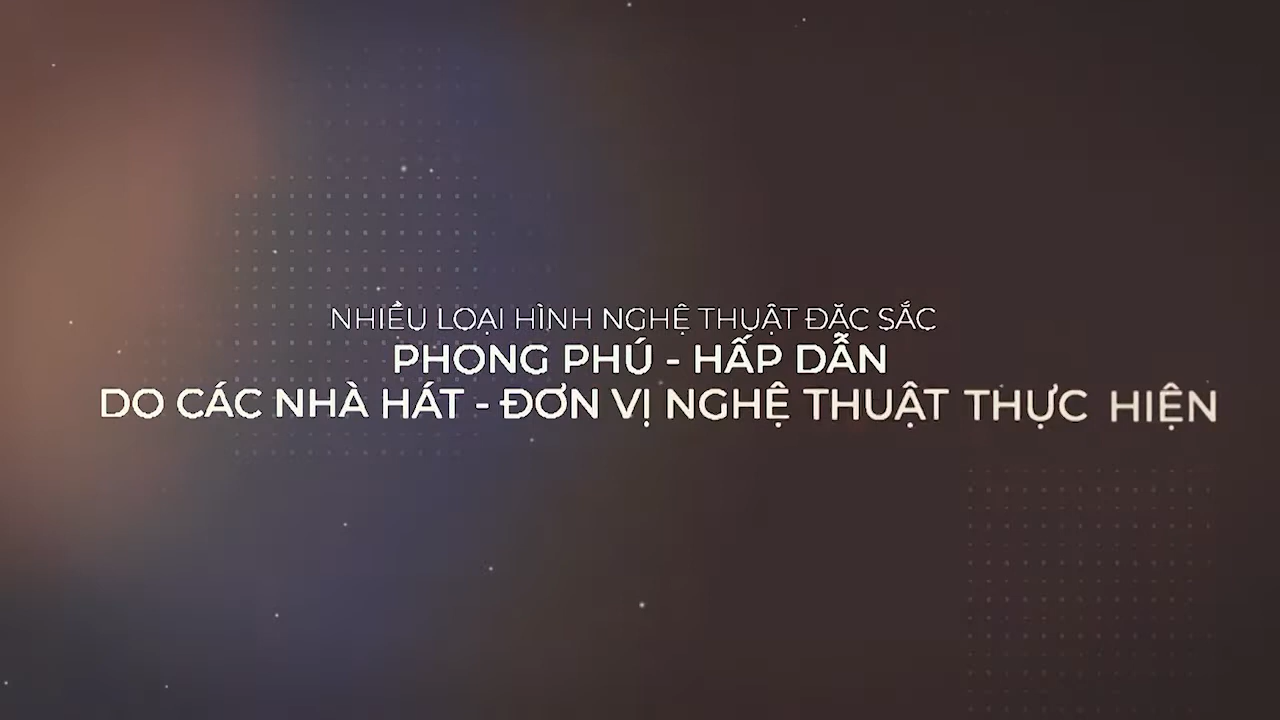 NHIỀU LOẠI HÌNH NGHỆ THUẬT ĐẶC SẮC
PHONG PHÚ - HẤP DẪN
DO CÁC NHÀ HÁT - ĐƠN VỊ NGHỆ THUẬT THỰC HIỆN